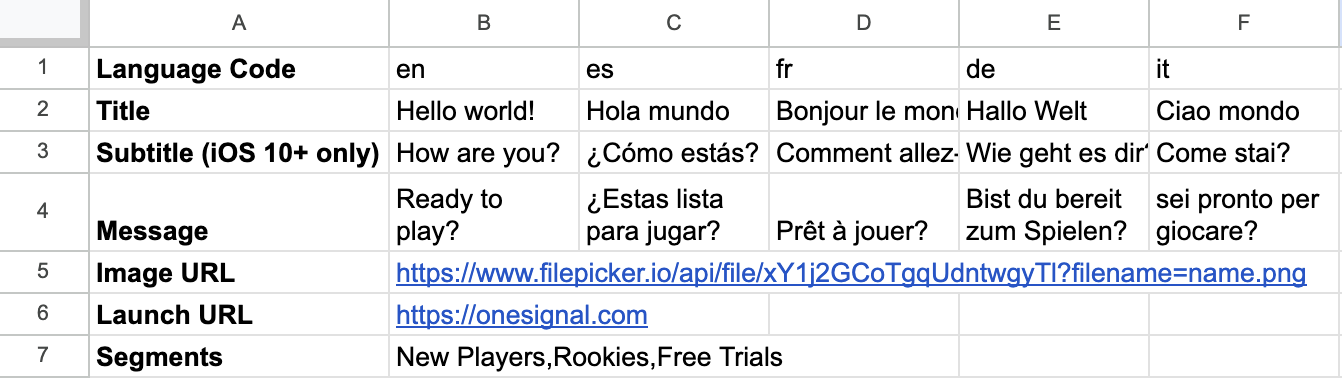 A B C D E F
1 Language Code en es fr de it
2 Title Hello world! Hola mundo Bonjour le Hallo Welt Ciao mondo
3 Subtitle (iOS 10+ only) How are you? ¿Cómo estás? Comment allez- Wie geht es dir? Come stai?
4 Message Ready to play? ¿Estas lista para jugar? Prêt à jouer? Bist du bereit zum Spielen? sei pronto per giocare?
5 Image URL https://www.filepicker.io/api/file/xY1j2GCoTgqUdntwgyTl?filename=name.png
6 Launch URL https://onesignal.com
7 Segments New Players,Rookies,Free Trials